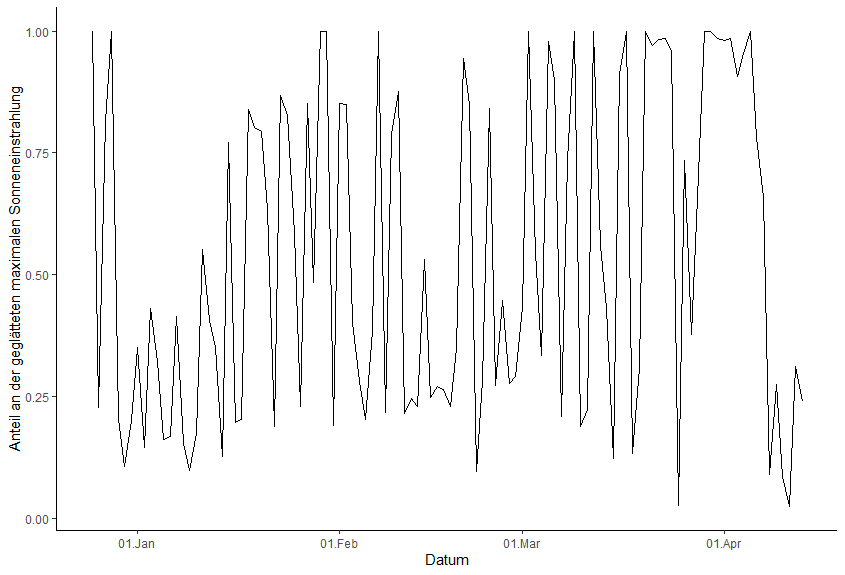 Anteil an der geglätteten maximalen Sonneneinstrahlung
1.00
0.75
0.50
0.25
0.00
01.Jan
01.Feb
01.Mar
01.Apr
Datum